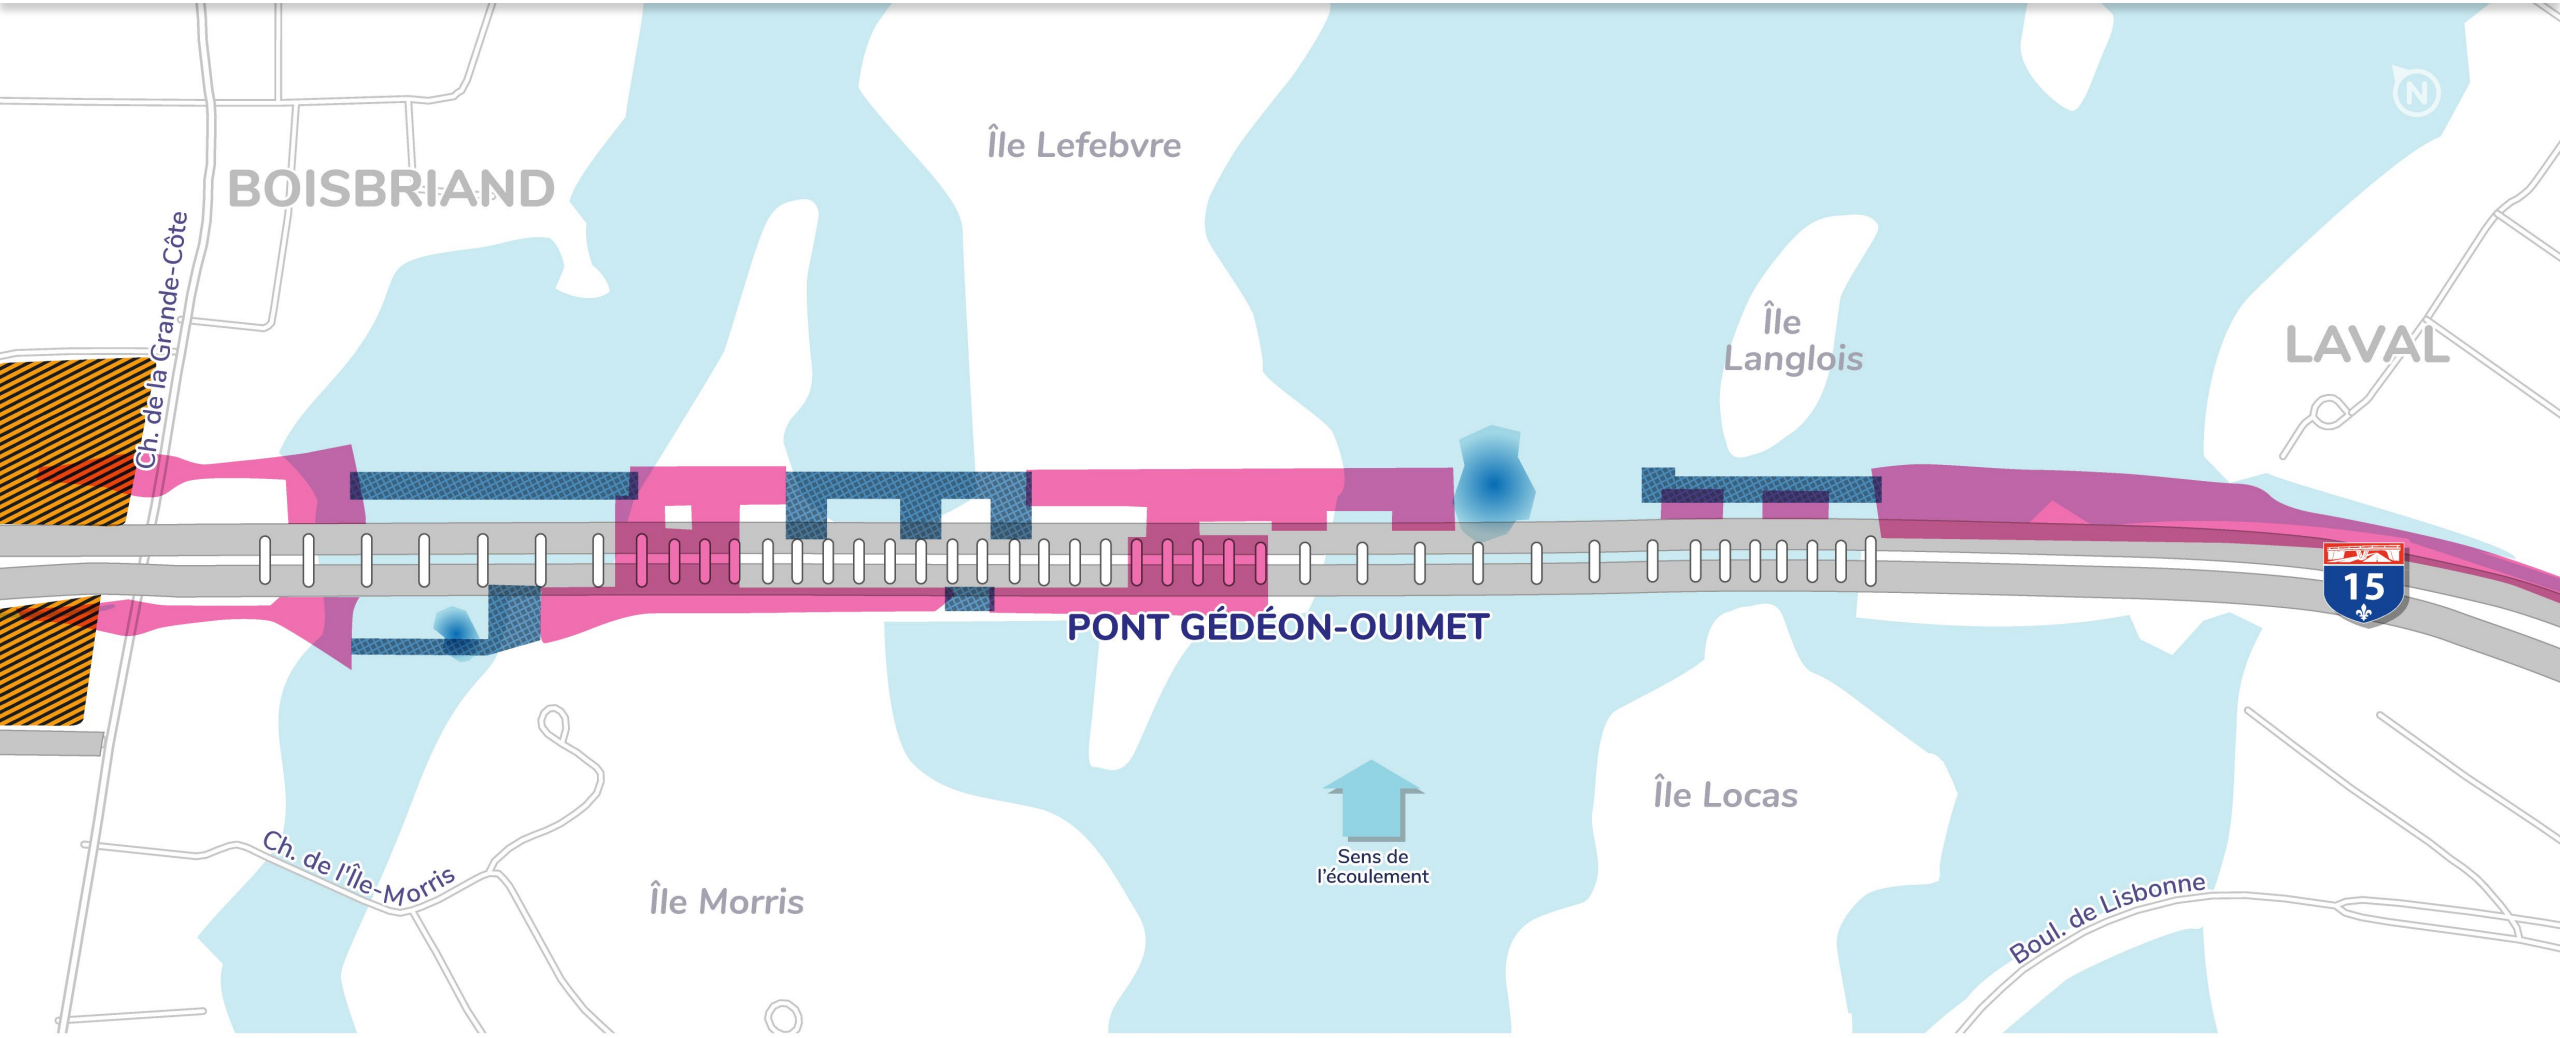 N
Île Lefebvre
BOISBRIAND
Ch. de la Grande-Côte
Île
Langlois
LAVAL
15
PONT GÉDÉON-OUIMET
Île Locas
Sens de
l'écoulement
Ch. de l'Île-Morris
Île Morris
Boul. de Lisbonne